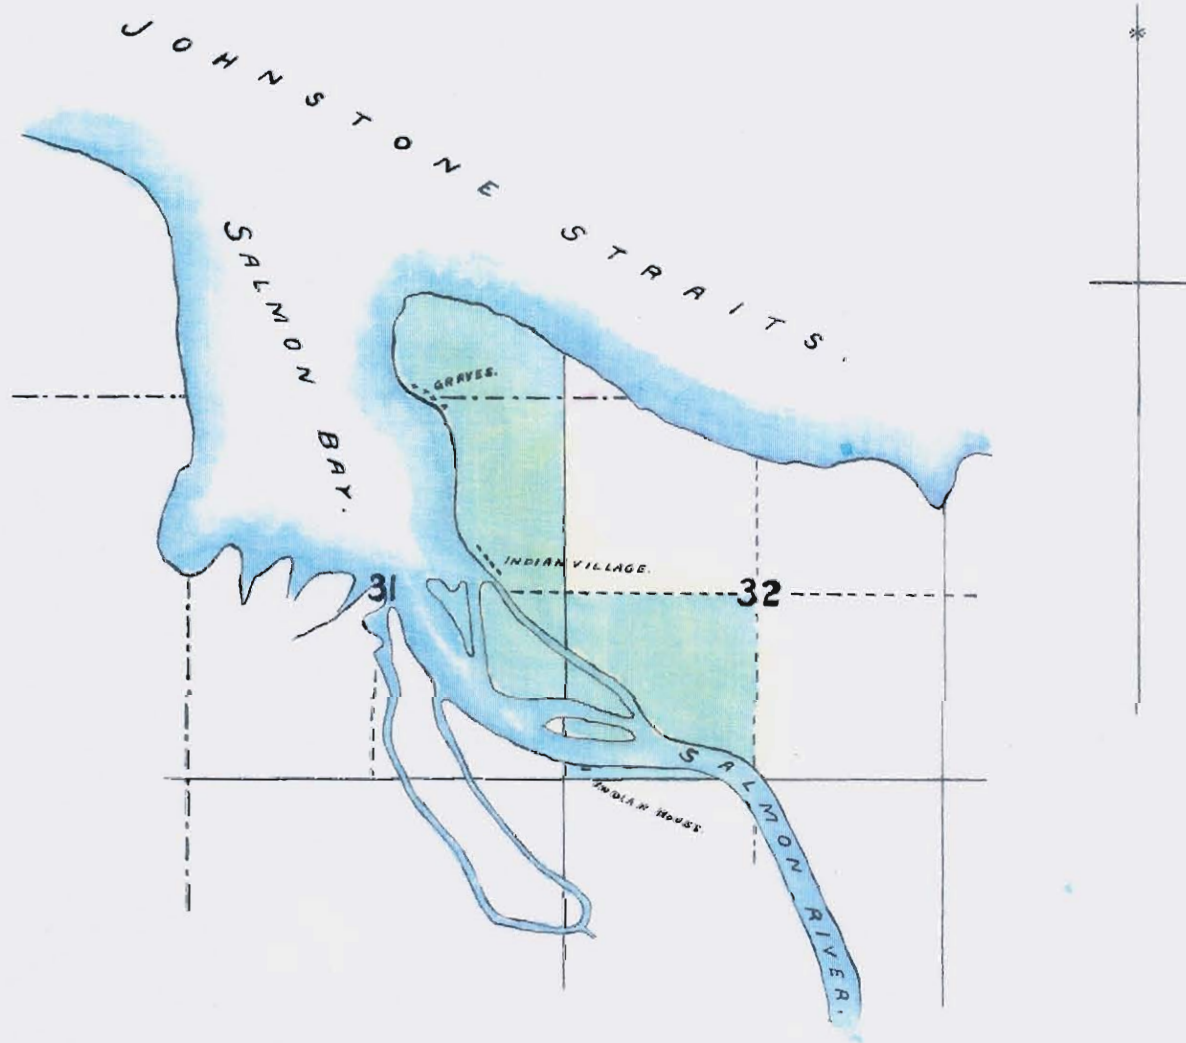 JOHNSTONE STRAITS.
SALMON BAY.
GRAVES.
INDIAN VILLAGE.
31
32
SALMON RIVER.
INDIAN HOUSE.